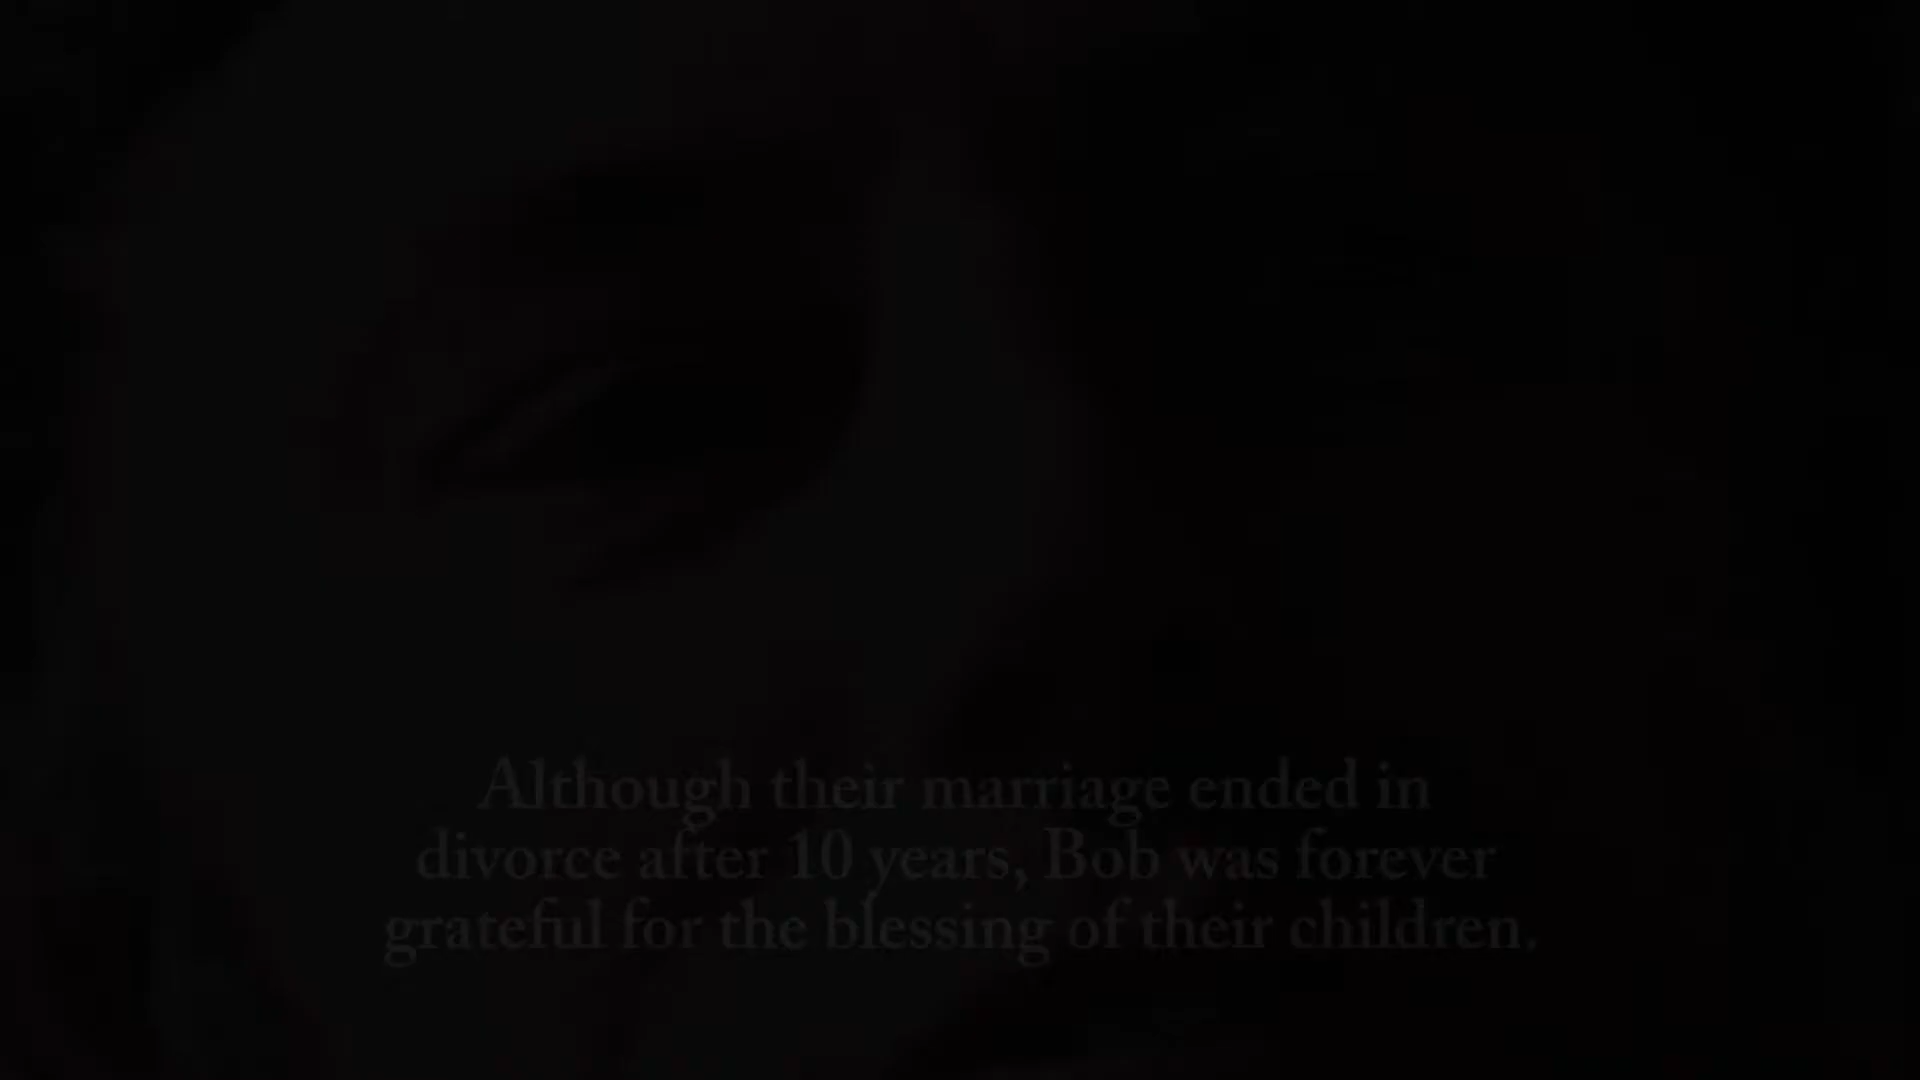 Although their marriage ended in
divorce after 10 years, Bob was forever
grateful for the blessing of their children.